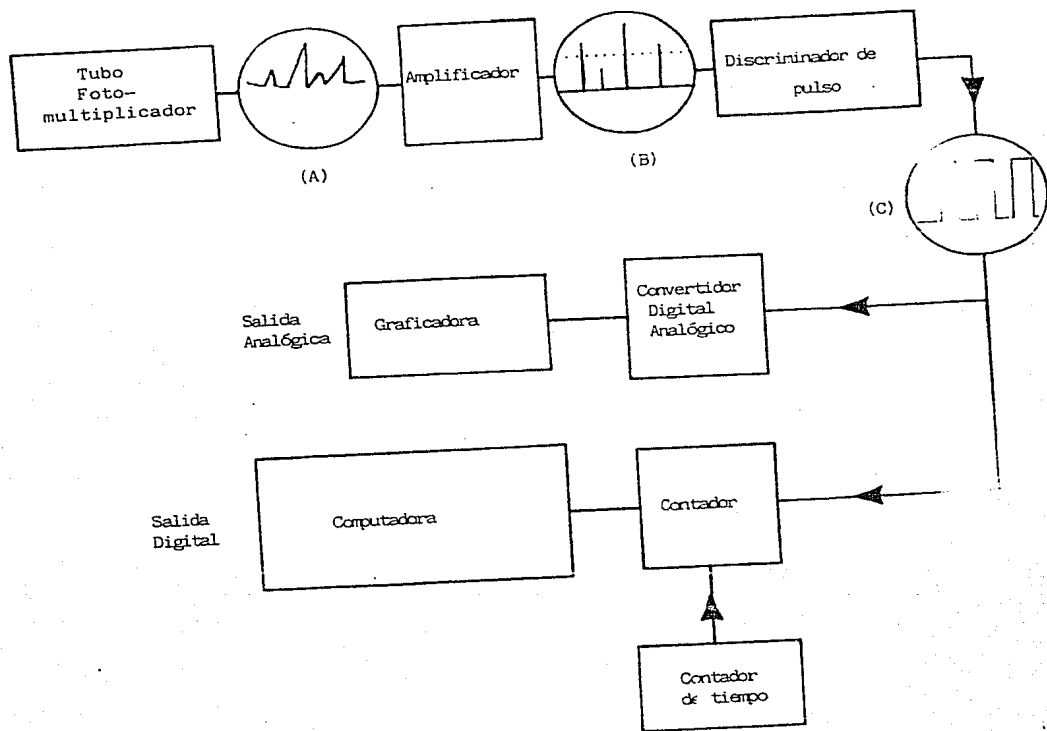 Tubo
Foto-
multiplicador
Amplificador
Discriminador de
pulso
(A)
(B)
(C)
Salida
Analógica
Graficadora
Convertidor
Digital
Analógico
Salida
Digital
Computadora
Contador
Contador
de tiempo